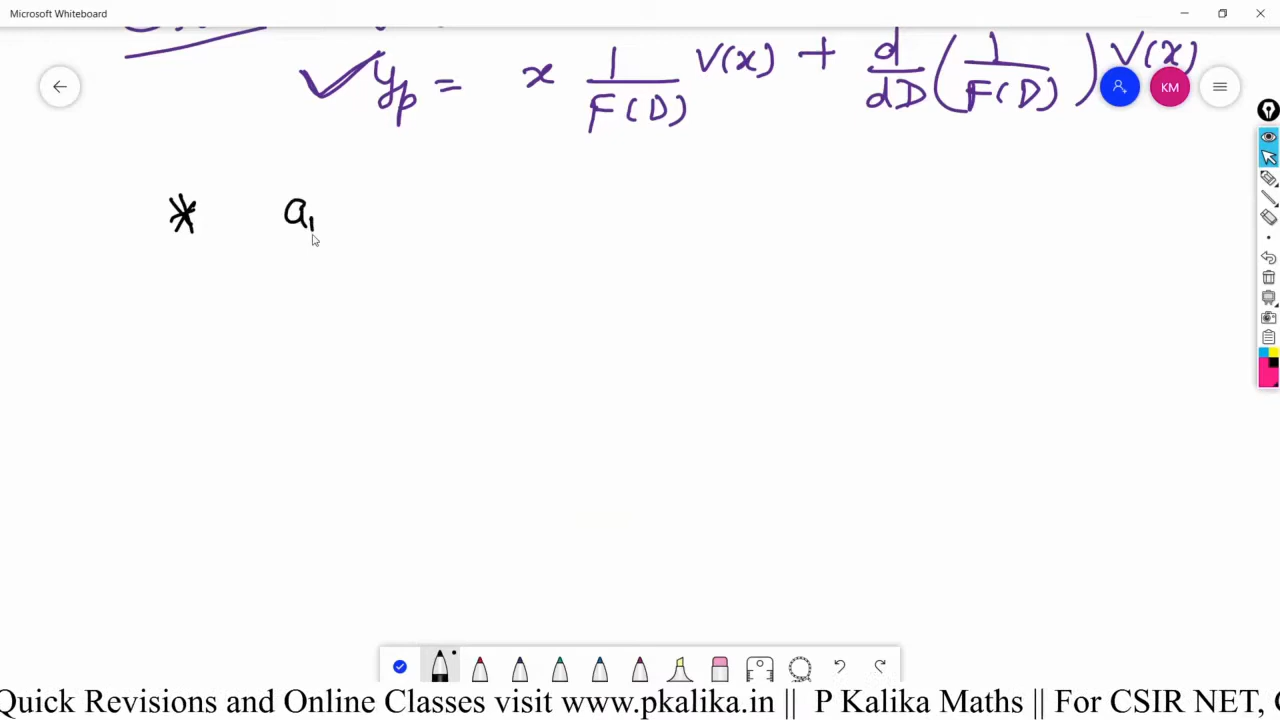 Microsoft Whiteboard
✓ yp = x 1/F(D) V(x) + d/dD (1/F(D)) V(x)
KM
* a₁
Quick Revisions and Online Classes visit www.pkalika.in || P Kalika Maths || For CSIR NET,